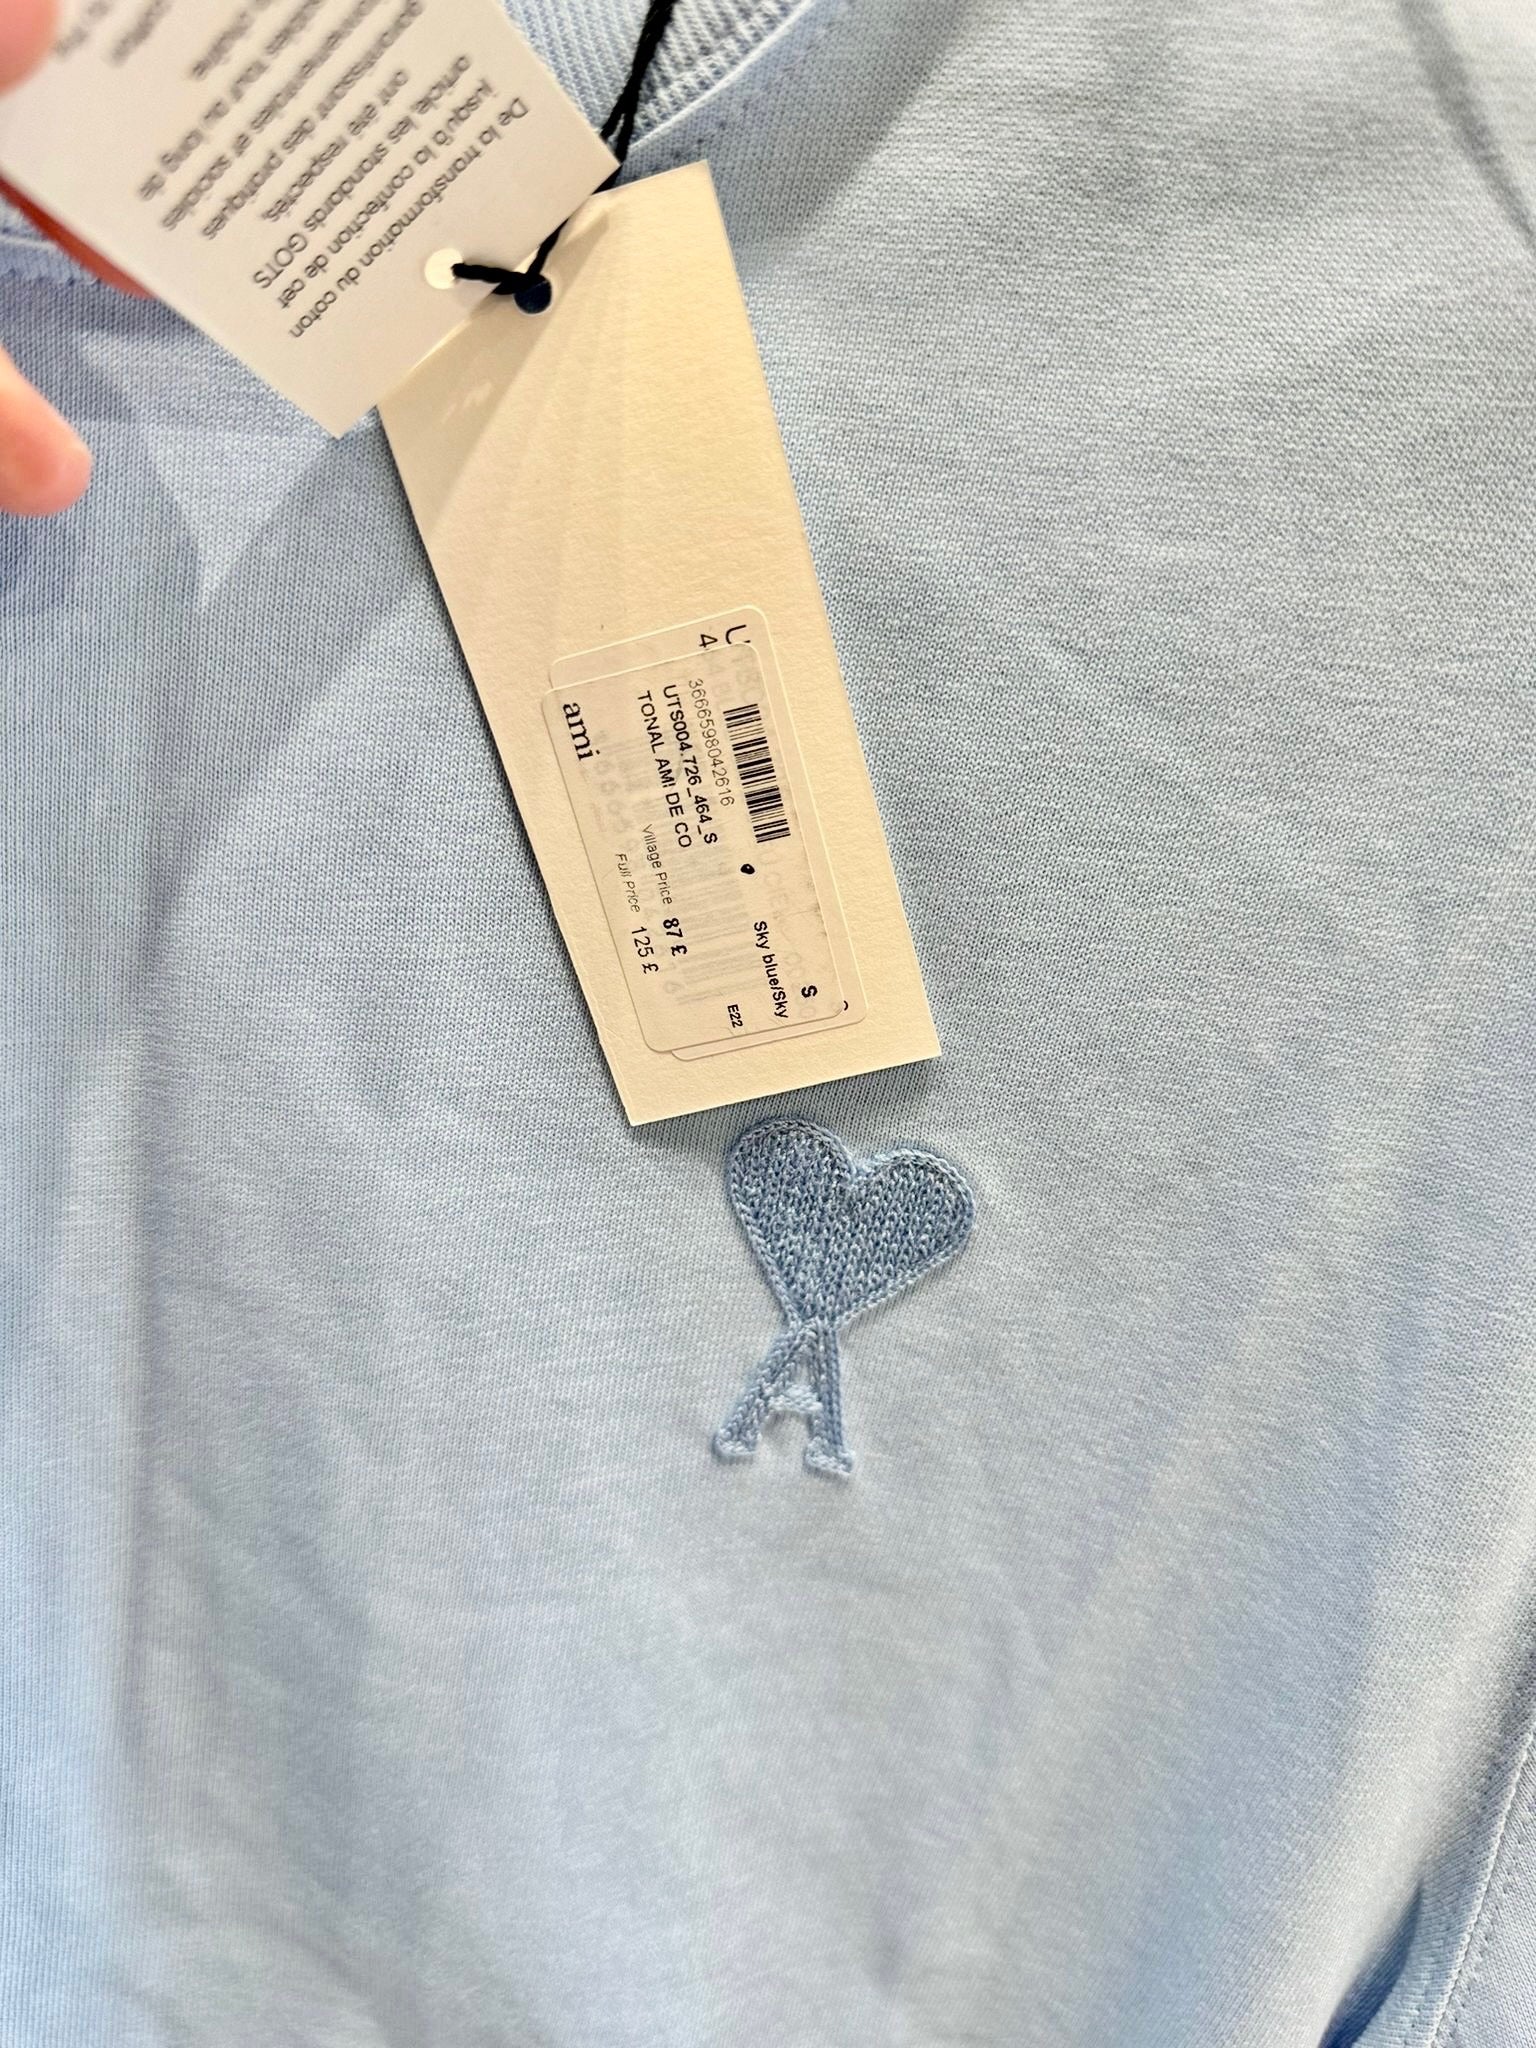 De la transformation du coton
jusqu'à la confection de cet
article, les standards GOTS
ont été respectés,
garantissant des pratiques
environnementales et sociales
tout au long de
chaîne
ami
TONAL AMI DE CO
UTS004.726_464_S
3666598042616
Full Price 125 £
Village Price 87 £
E22
Sky blue/Sky
S
A